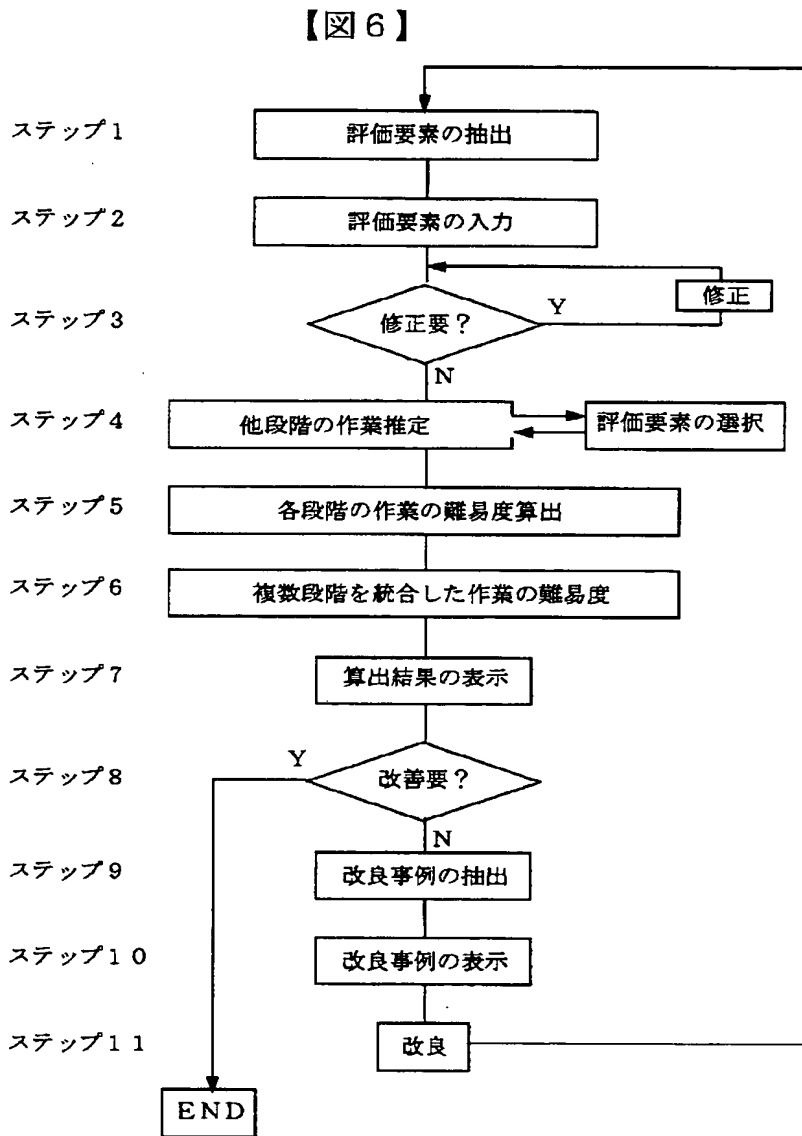 【図6】
ステップ1
評価要素の抽出
ステップ2
評価要素の入力
修正
ステップ3
修正要?
Y
N
ステップ4
他段階の作業推定
評価要素の選択
ステップ5
各段階の作業の難易度算出
ステップ6
複数段階を統合した作業の難易度
ステップ7
算出結果の表示
ステップ8
Y
改善要?
N
ステップ9
改良事例の抽出
ステップ10
改良事例の表示
ステップ11
改良
END